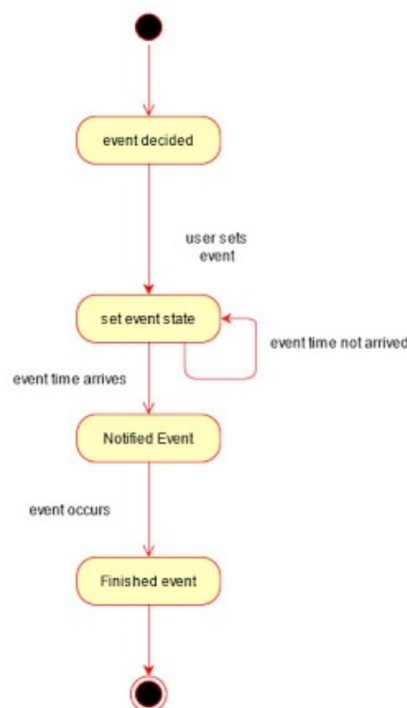 event decided
user sets
event
set event state
event time not arrived
event time arrives
Notified Event
event occurs
Finished event